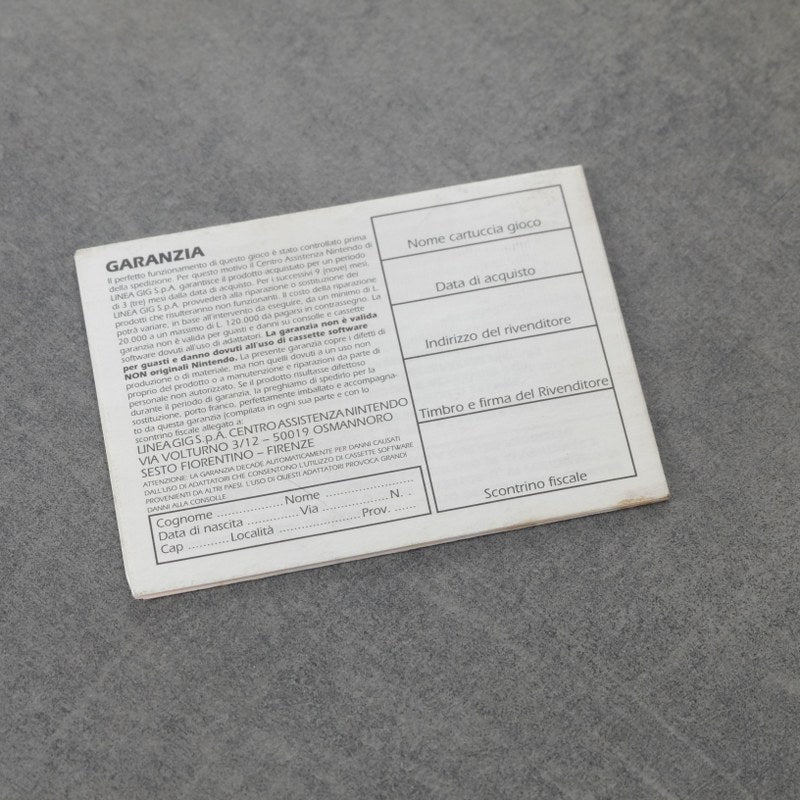 GARANZIA
Il perfetto funzionamento di questo gioco è stato controllato prima
della spedizione. Per questo motivo il Centro Assistenza Nintendo di
LINEA GIG S.p.A. garantisce il prodotto acquistato per un periodo
di 3 (tre) mesi dalla data di acquisto. Per i successivi 9 (nove) mesi,
LINEA GIG S.p.A. provvederà alla riparazione o sostituzione dei
prodotti che risulteranno non funzionanti. Il costo della riparazione
potrà variare, in base all'intervento da eseguire, da un minimo di L.
20.000 a un massimo di L. 120.000 da pagarsi in contrassegno. La
garanzia non è valida per guasti e danni su consolle e cassette
software dovuti all'uso di adattatori. La garanzia non è valida
per guasti e danno dovuti all'uso di cassette software
NON originali Nintendo. La presente garanzia copre i difetti di
produzione o di materiale, ma non quelli dovuti a un uso non
proprio del prodotto o a manutenzione e riparazioni da parte di
personale non autorizzato. Se il prodotto risultasse difettoso
durante il periodo di garanzia, la preghiamo di spedirlo per la
sostituzione, porto franco, perfettamente imballato e accompagna-
to da questa garanzia (compilata in ogni sua parte e con lo
scontrino fiscale allegato a:
LINEA GIG S.p.A. CENTRO ASSISTENZA NINTENDO
VIA VOLTURNO 3/12 – 50019 OSMANNORO
SESTO FIORENTINO – FIRENZE
ATTENZIONE: LA GARANZIA DECADE AUTOMATICAMENTE PER DANNI CAUSATI
DALL'USO DI ADATTATORI CHE CONSENTONO L'UTILIZZO DI CASSETTE SOFTWARE
PROVENIENTI DA ALTRI PAESI. L'USO DI QUESTI ADATTATORI PROVOCA GRANDI
DANNI ALLA CONSOLLE
Cognome .................... Nome ........................
Data di nascita ................ Via .................... N. ..
Cap ........... Località ....................... Prov. ......
Nome cartuccia gioco
Data di acquisto
Indirizzo del rivenditore
Timbro e firma del Rivenditore
Scontrino fiscale